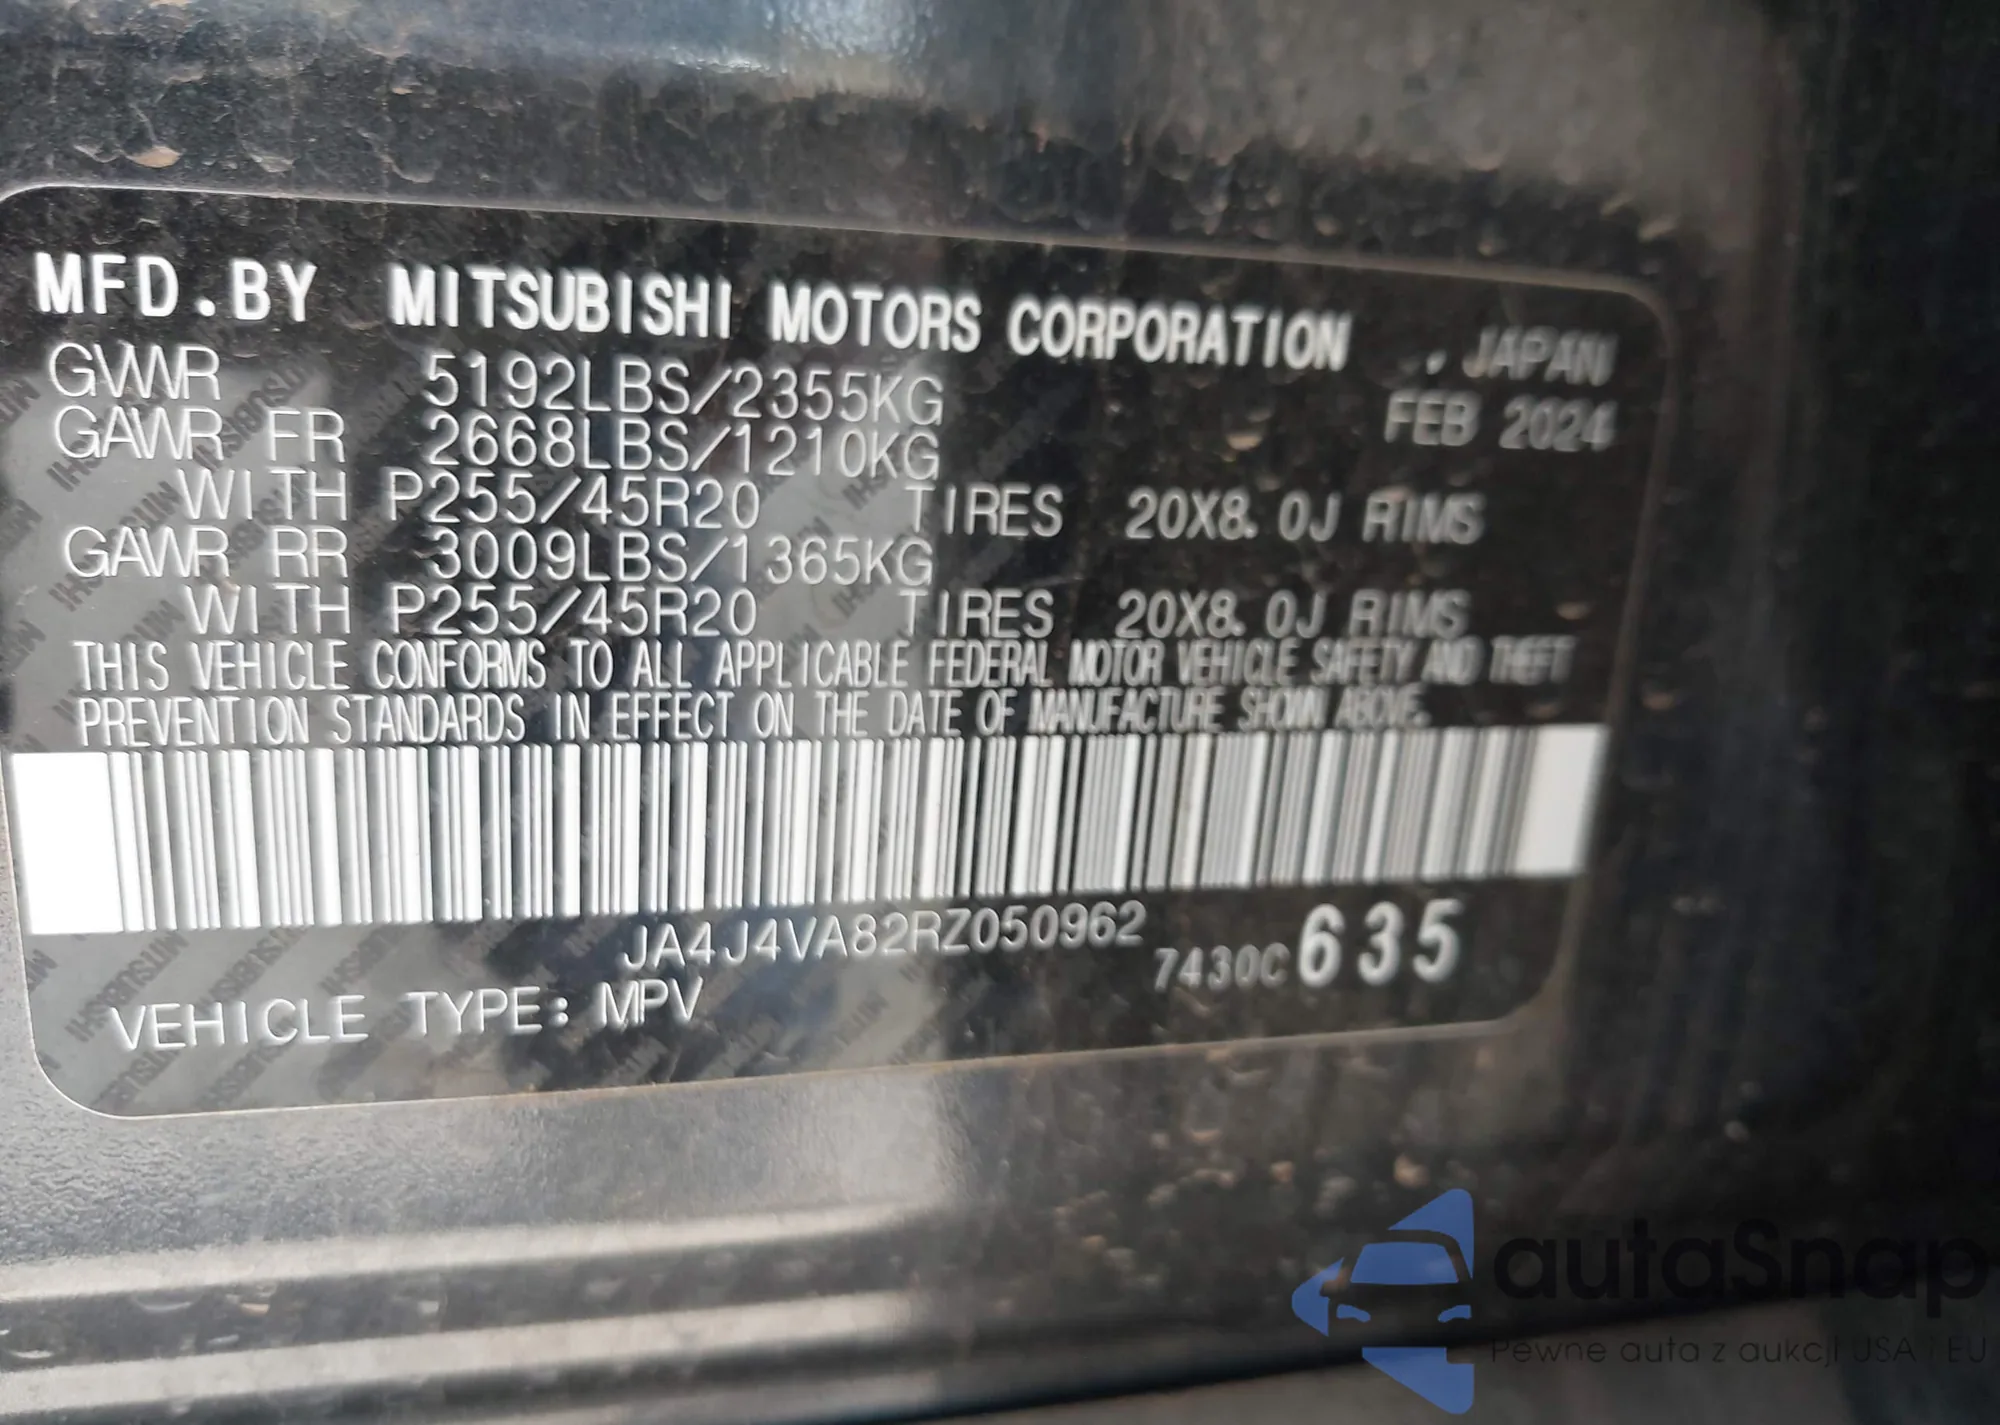 MFD.BY MITSUBISHI MOTORS CORPORATION , JAPAN
GVWR 5192LBS/2355KG FEB 2024
GAWR FR 2668LBS/1210KG
WITH P255/45R20 TIRES 20X8.0J RIMS
GAWR RR 3009LBS/1365KG
WITH P255/45R20 TIRES 20X8.0J RIMS
THIS VEHICLE CONFORMS TO ALL APPLICABLE FEDERAL MOTOR VEHICLE SAFETY AND THEFT
PREVENTION STANDARDS IN EFFECT ON THE DATE OF MANUFACTURE SHOWN ABOVE.
JA4J4VA82RZ050962 7430C 635
VEHICLE TYPE: MPV
autaSnap
Pewne auta z aukcji USA i EU